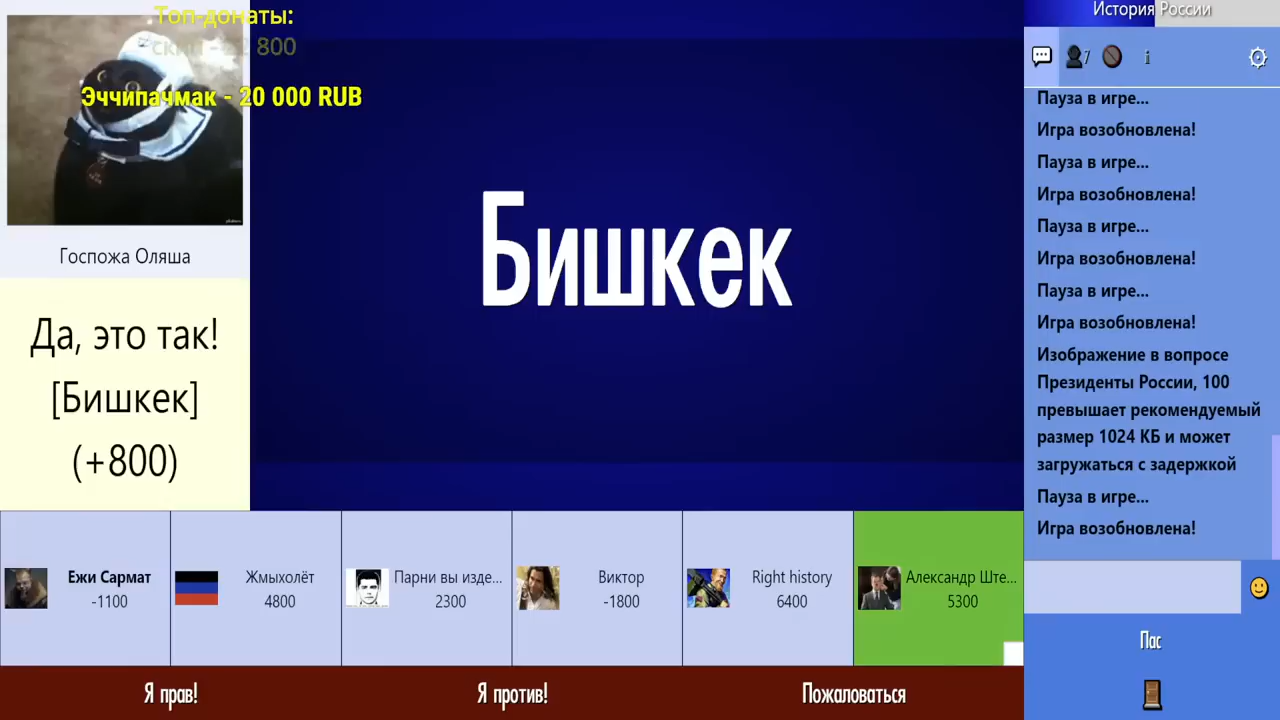 Топ-донаты:
800
Эччипачмак - 20 000 RUB
Госпожа Оляша
Да, это так!
[Бишкек]
(+800)
Бишкек
История России
7
i
Пауза в игре...
Игра возобновлена!
Пауза в игре...
Игра возобновлена!
Пауза в игре...
Игра возобновлена!
Пауза в игре...
Игра возобновлена!
Изображение в вопросе
Президенты России, 100
превышает рекомендуемый
размер 1024 КБ и может
загружаться с задержкой
Пауза в игре...
Игра возобновлена!
Пас
Ежи Сармат
-1100
Жмыхолёт
4800
Парни вы изде...
2300
Виктор
-1800
Right history
6400
Александр Ште...
5300
Я прав!
Я против!
Пожаловаться